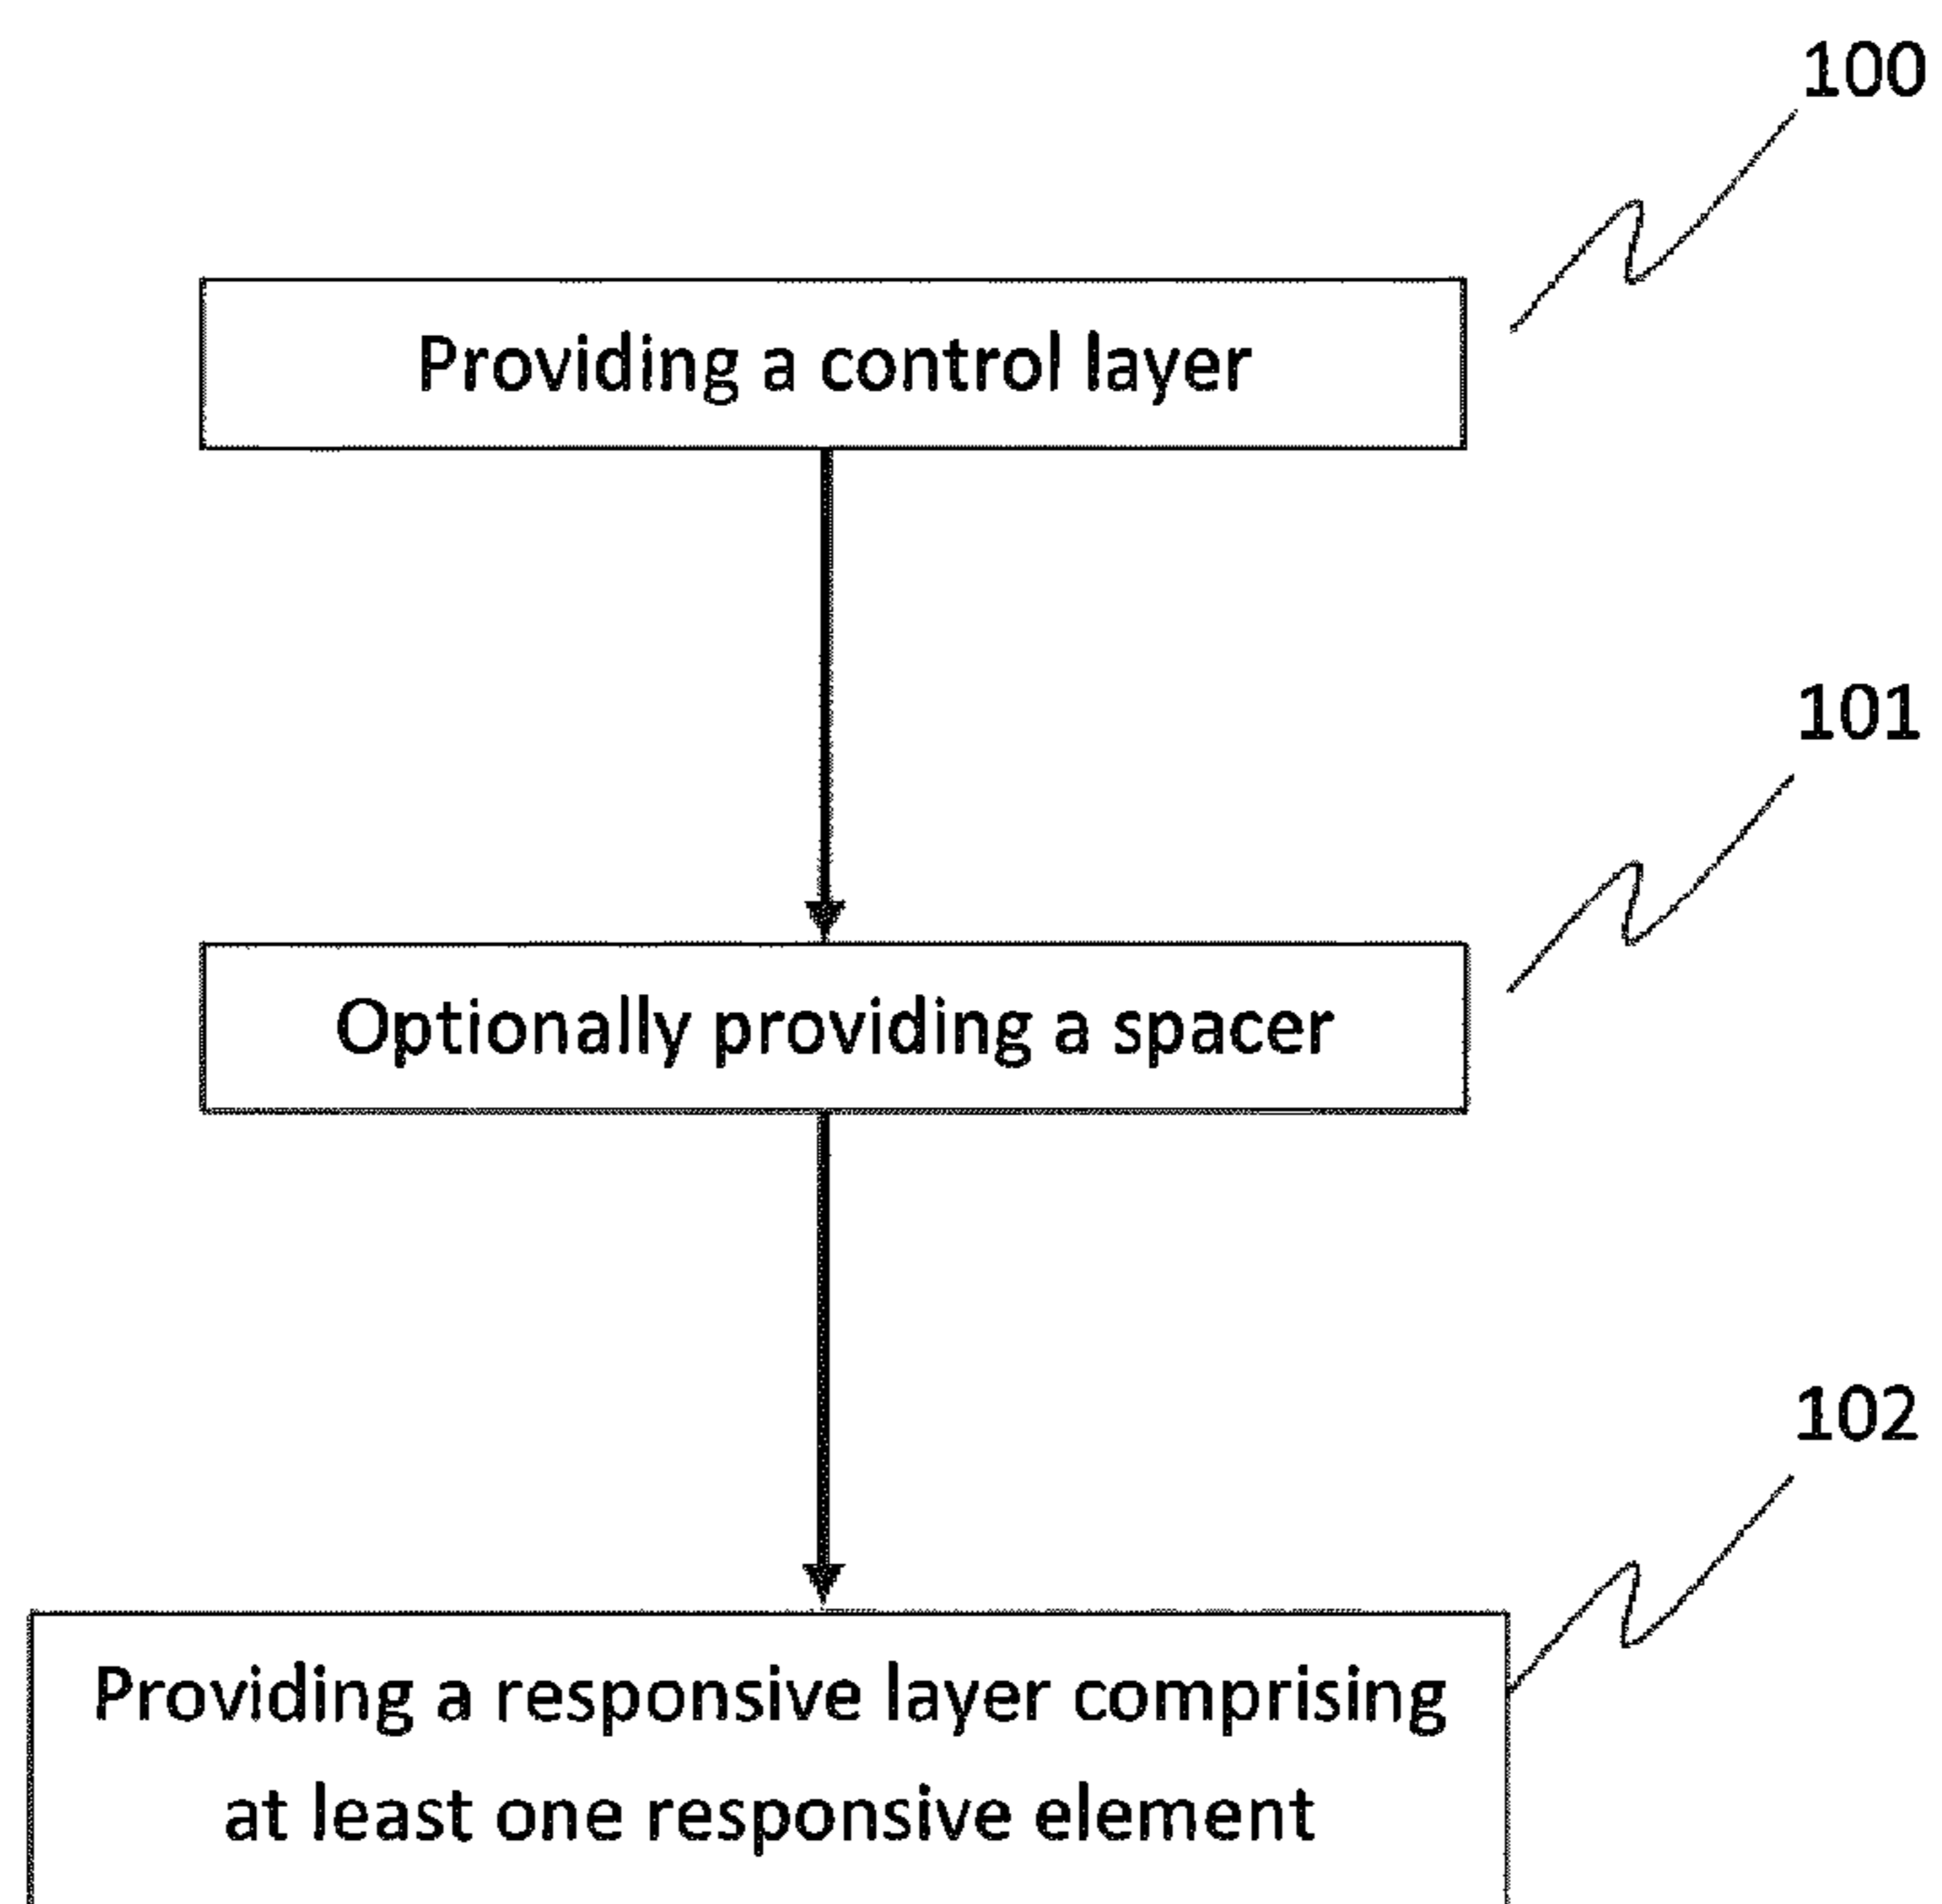 100
Providing a control layer
101
Optionally providing a spacer
102
Providing a responsive layer comprising
at least one responsive element